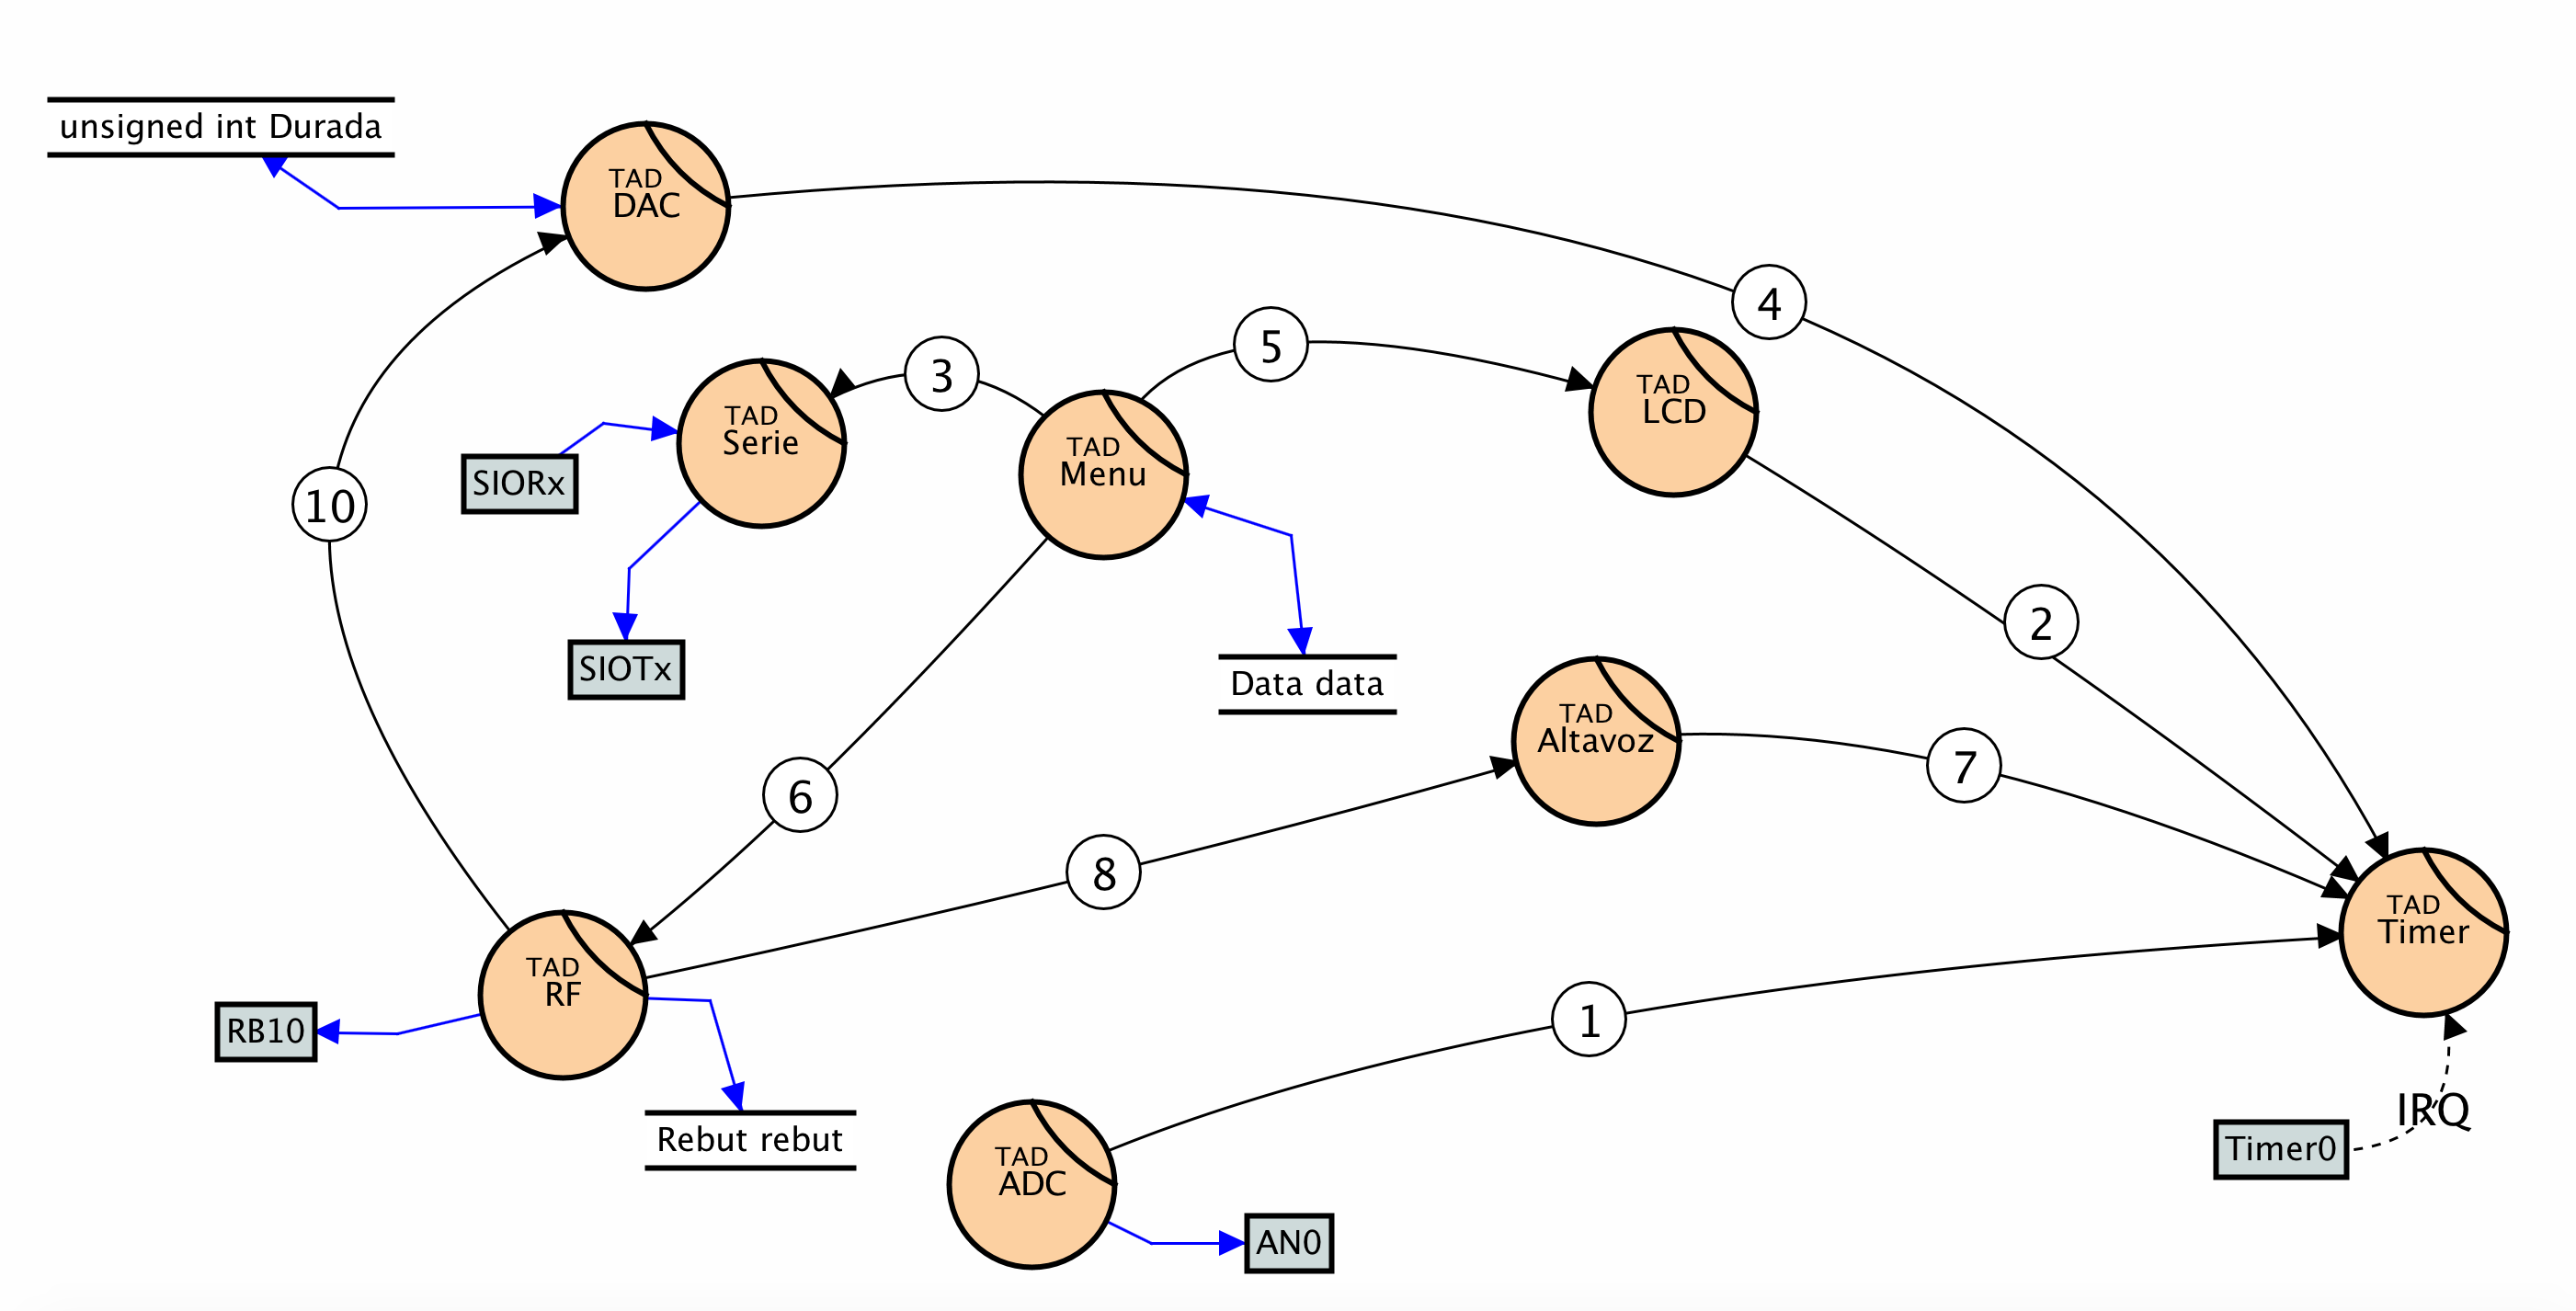 unsigned int Durada
TAD
DAC
4
5
3
TAD
LCD
TAD
Serie
TAD
Menu
SIORx
10
2
SIOTx
Data data
TAD
Altavoz
7
6
8
TAD
Timer
TAD
RF
1
RB10
IRQ
Rebut rebut
Timer0
TAD
ADC
AN0